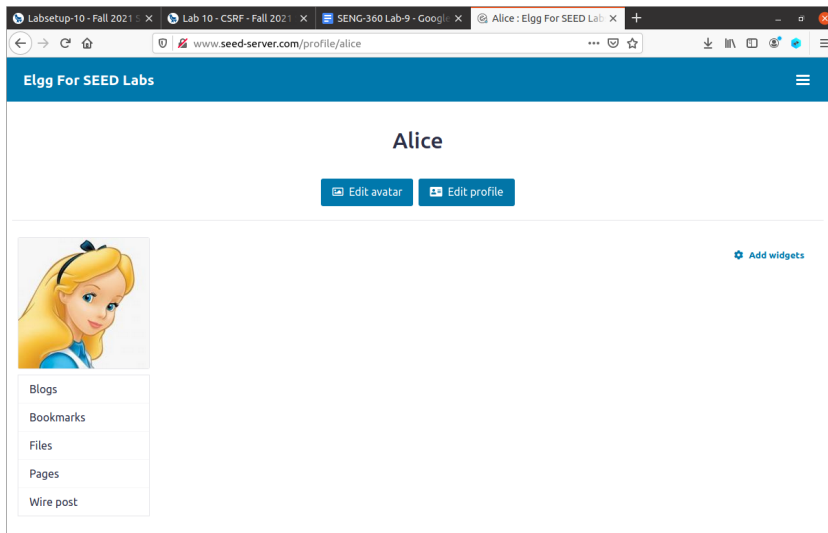 Labsetup-10 - Fall 2021 S
Lab 10 - CSRF - Fall 2021
SENG-360 Lab-9 - Google
Alice : Elgg For SEED Lab
www.seed-server.com/profile/alice
Elgg For SEED Labs
Alice
Edit avatar
Edit profile
Add widgets
Blogs
Bookmarks
Files
Pages
Wire post